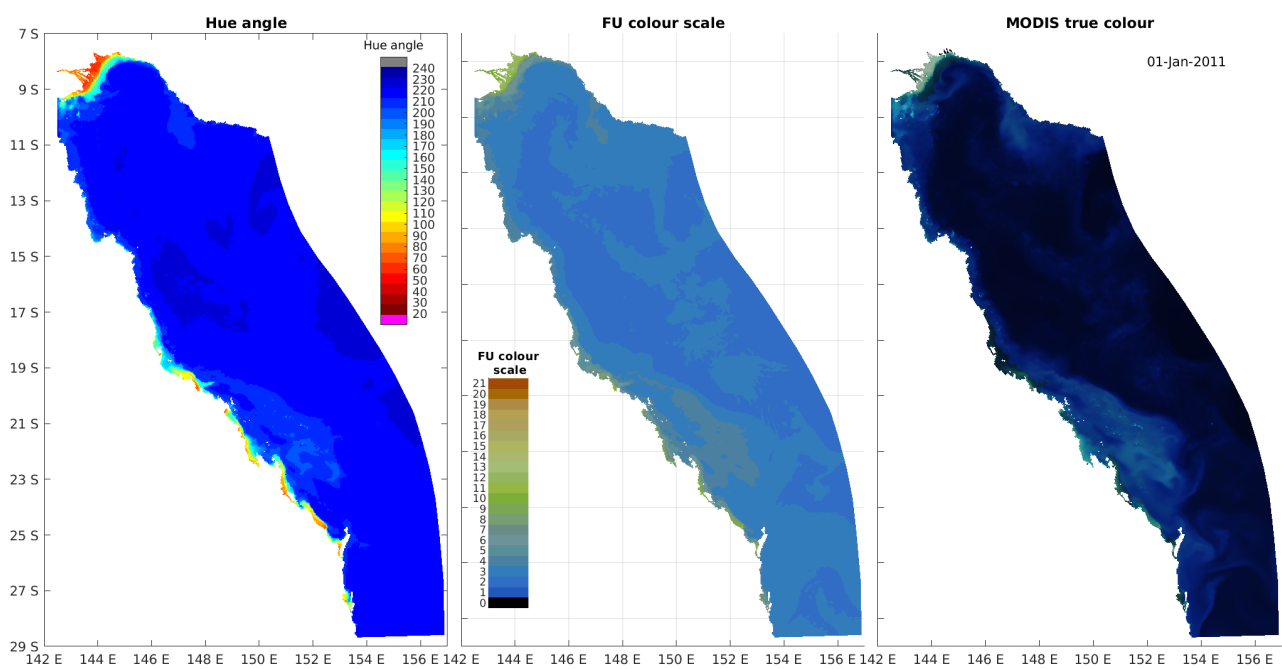 Hue angle
FU colour scale
MODIS true colour
7 S
9 S
11 S
13 S
15 S
17 S
19 S
21 S
23 S
25 S
27 S
29 S
Hue angle
240
220
210
200
190
180
170
160
150
140
130
120
110
100
90
80
70
60
50
40
30
20
FU colour
scale
21
20
19
18
17
16
15
14
13
12
11
10
9
8
7
6
5
4
3
2
1
0
01-Jan-2011
142 E 144 E 146 E 148 E 150 E 152 E 154 E 156 E
142 E 144 E 146 E 148 E 150 E 152 E 154 E 156 E
142 E 144 E 146 E 148 E 150 E 152 E 154 E 156 E